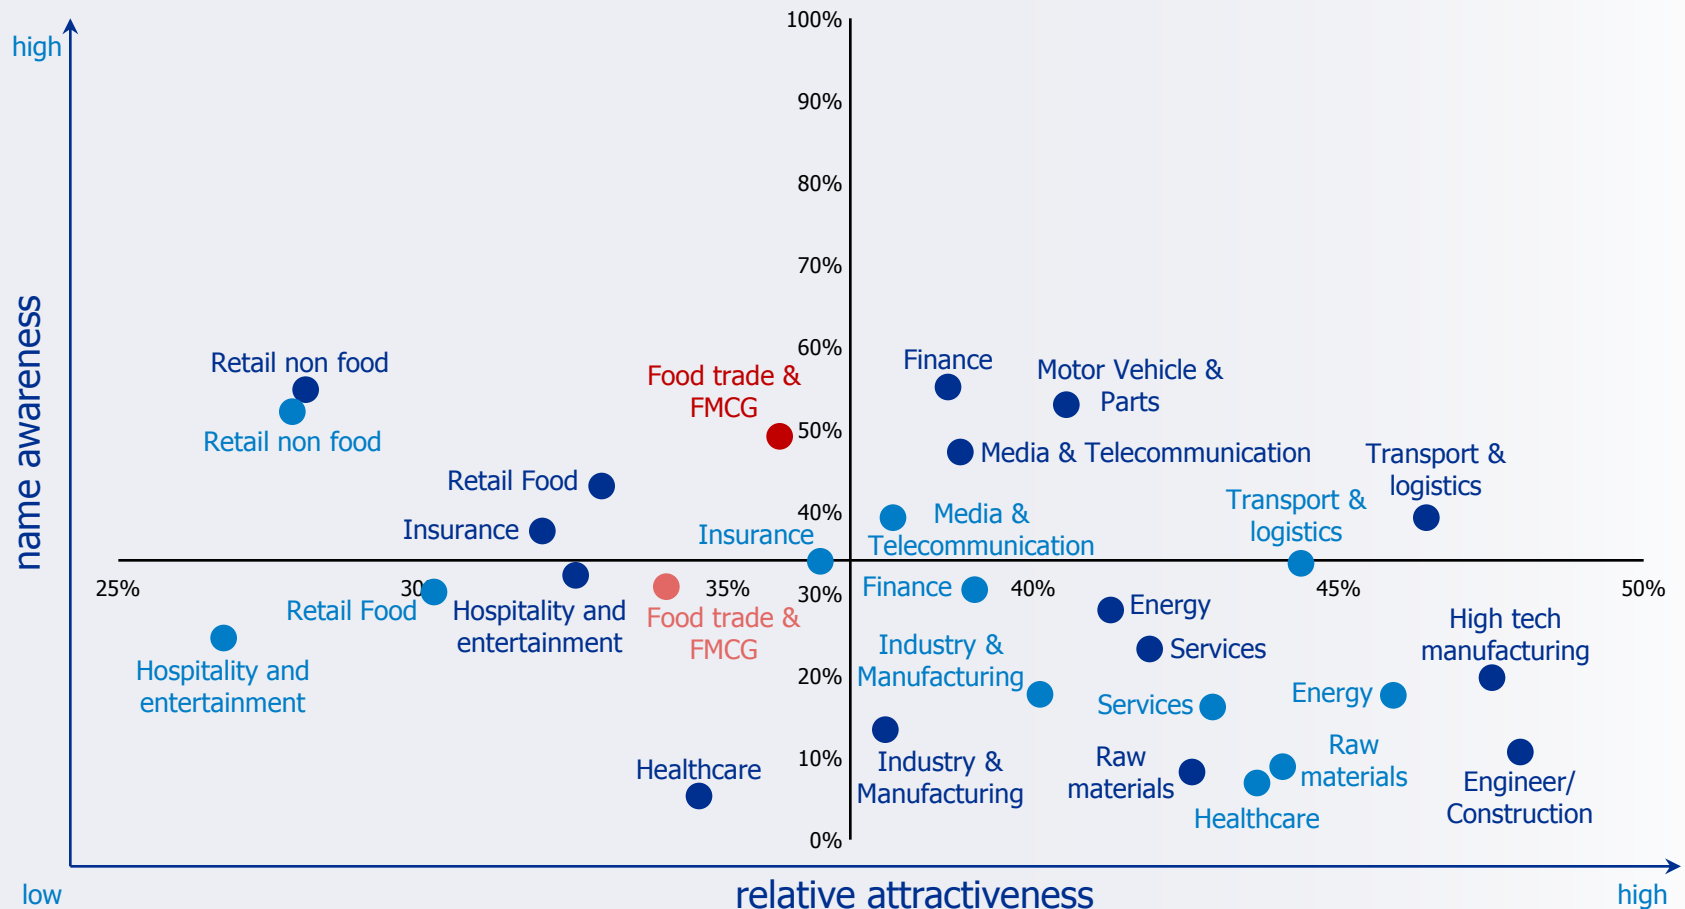 100%
high
90%
80%
70%
60%
Retail non food
Finance
Food trade &
FMCG
Motor Vehicle &
Parts
name awareness
50%
Retail non food
Media & Telecommunication
Transport &
logistics
Retail Food
Transport &
logistics
40%
Media &
Telecommunication
Insurance
Insurance
25%
30
35%
30%
40%
45%
50%
Finance
Retail Food
Hospitality and
entertainment
Food trade &
FMCG
Energy
High tech
manufacturing
Industry &
Manufacturing
Services
Hospitality and
entertainment
20%
Services
Energy
10%
Healthcare
Industry &
Manufacturing
Raw
materials
Raw
materials
Engineer/
Construction
Healthcare
0%
low
relative attractiveness
high